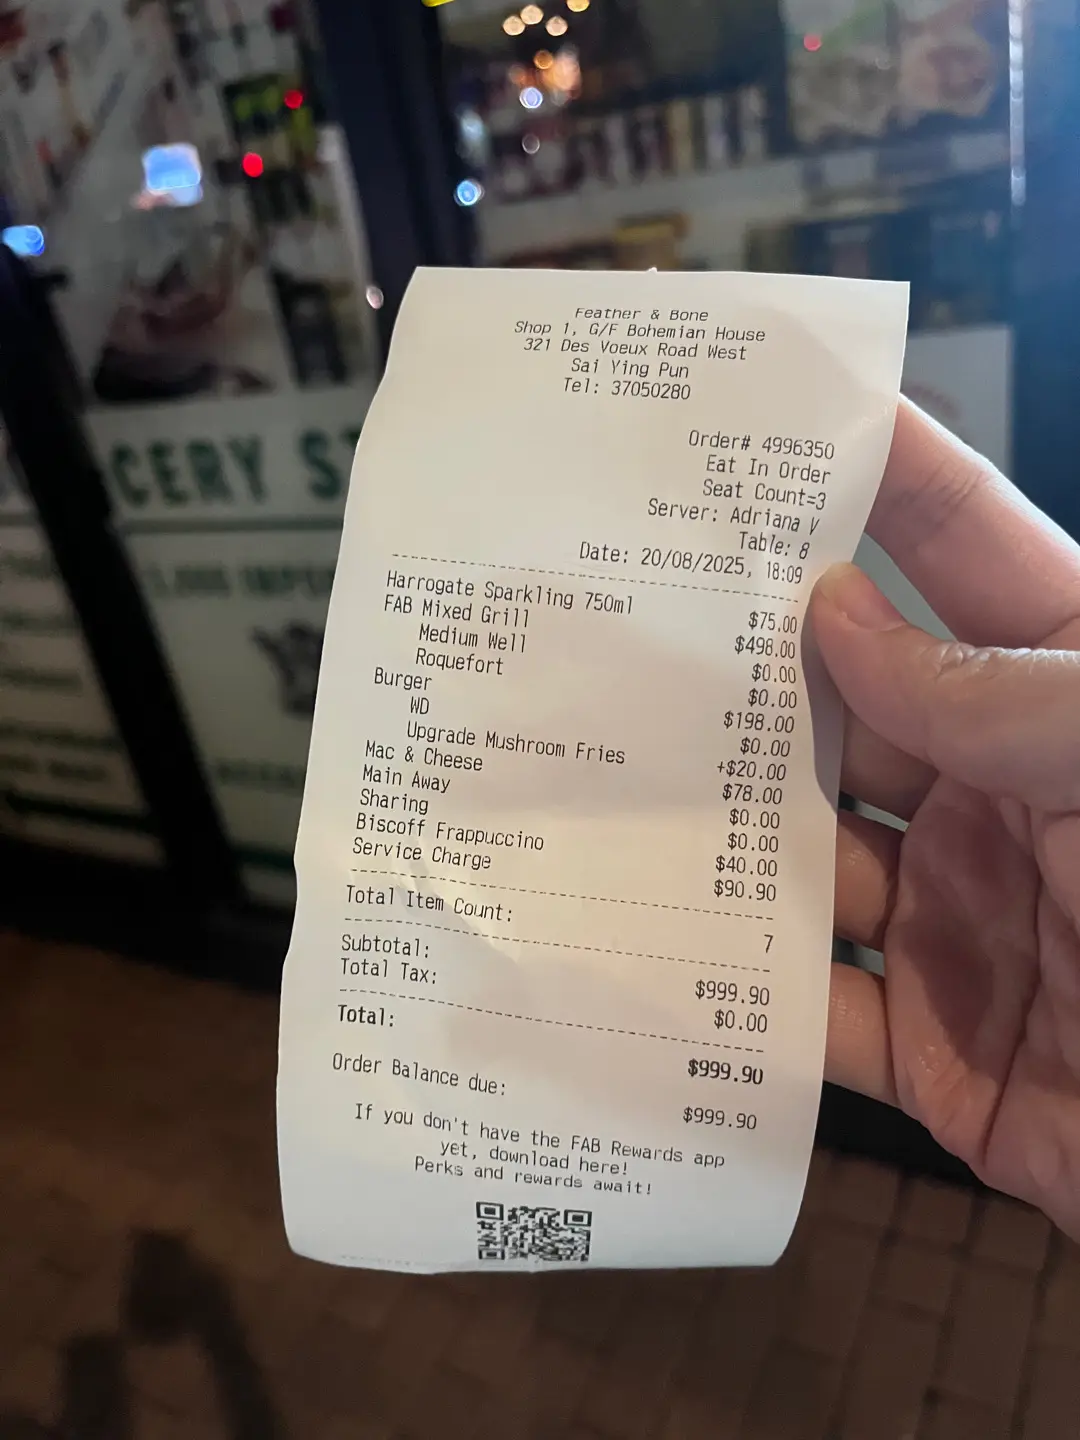 CERY ST
Feather & Bone
Shop 1, G/F Bohemian House
321 Des Voeux Road West
Sai Ying Pun
Tel: 37050280
Order# 4996350
Eat In Order
Seat Count=3
Server: Adriana V
Table: 8
Date: 20/08/2025, 18:09
Harrogate Sparkling 750ml $75.00
FAB Mixed Grill $498.00
Medium Well $0.00
Roquefort $0.00
Burger $198.00
WD $0.00
Upgrade Mushroom Fries +$20.00
Mac & Cheese $78.00
Main Away $0.00
Sharing $0.00
Biscoff Frappuccino $40.00
Service Charge $90.90
Total Item Count: 7
Subtotal: $999.90
Total Tax: $0.00
Total: $999.90
Order Balance due: $999.90
If you don't have the FAB Rewards app
yet, download here!
Perks and rewards await!